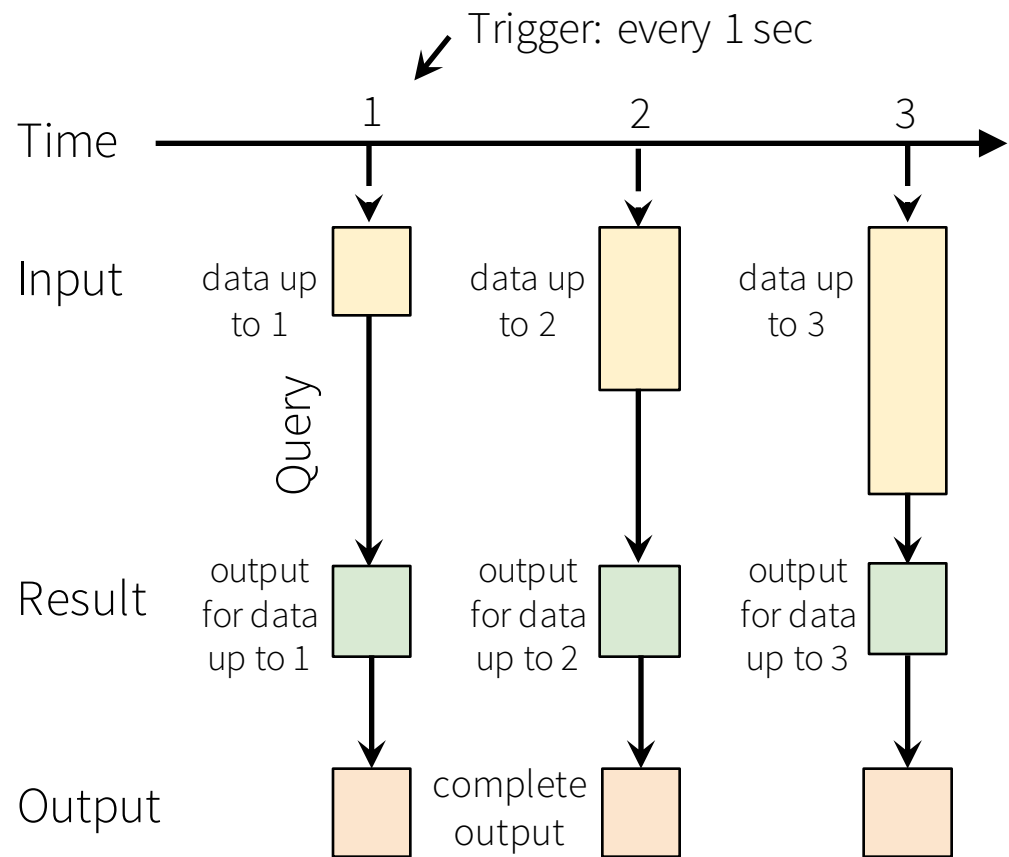 Trigger: every 1 sec
1 2 3
Time
Input
data up
to 1
data up
to 2
data up
to 3
Query
Result
output
for data
up to 1
output
for data
up to 2
output
for data
up to 3
Output
complete
output